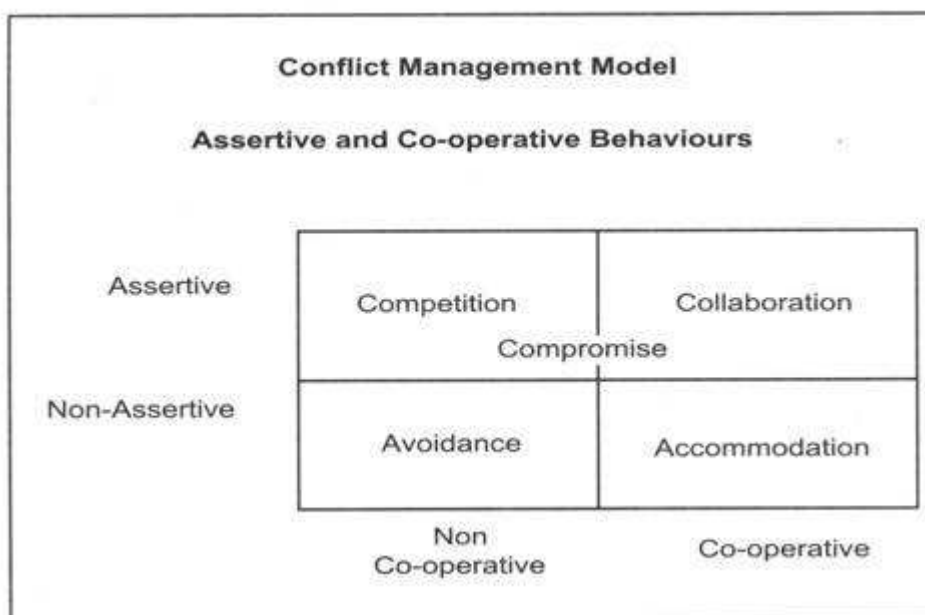 Conflict Management Model
Assertive and Co-operative Behaviours
Assertive
Competition
Collaboration
Compromise
Non-Assertive
Avoidance
Accommodation
Non
Co-operative
Co-operative